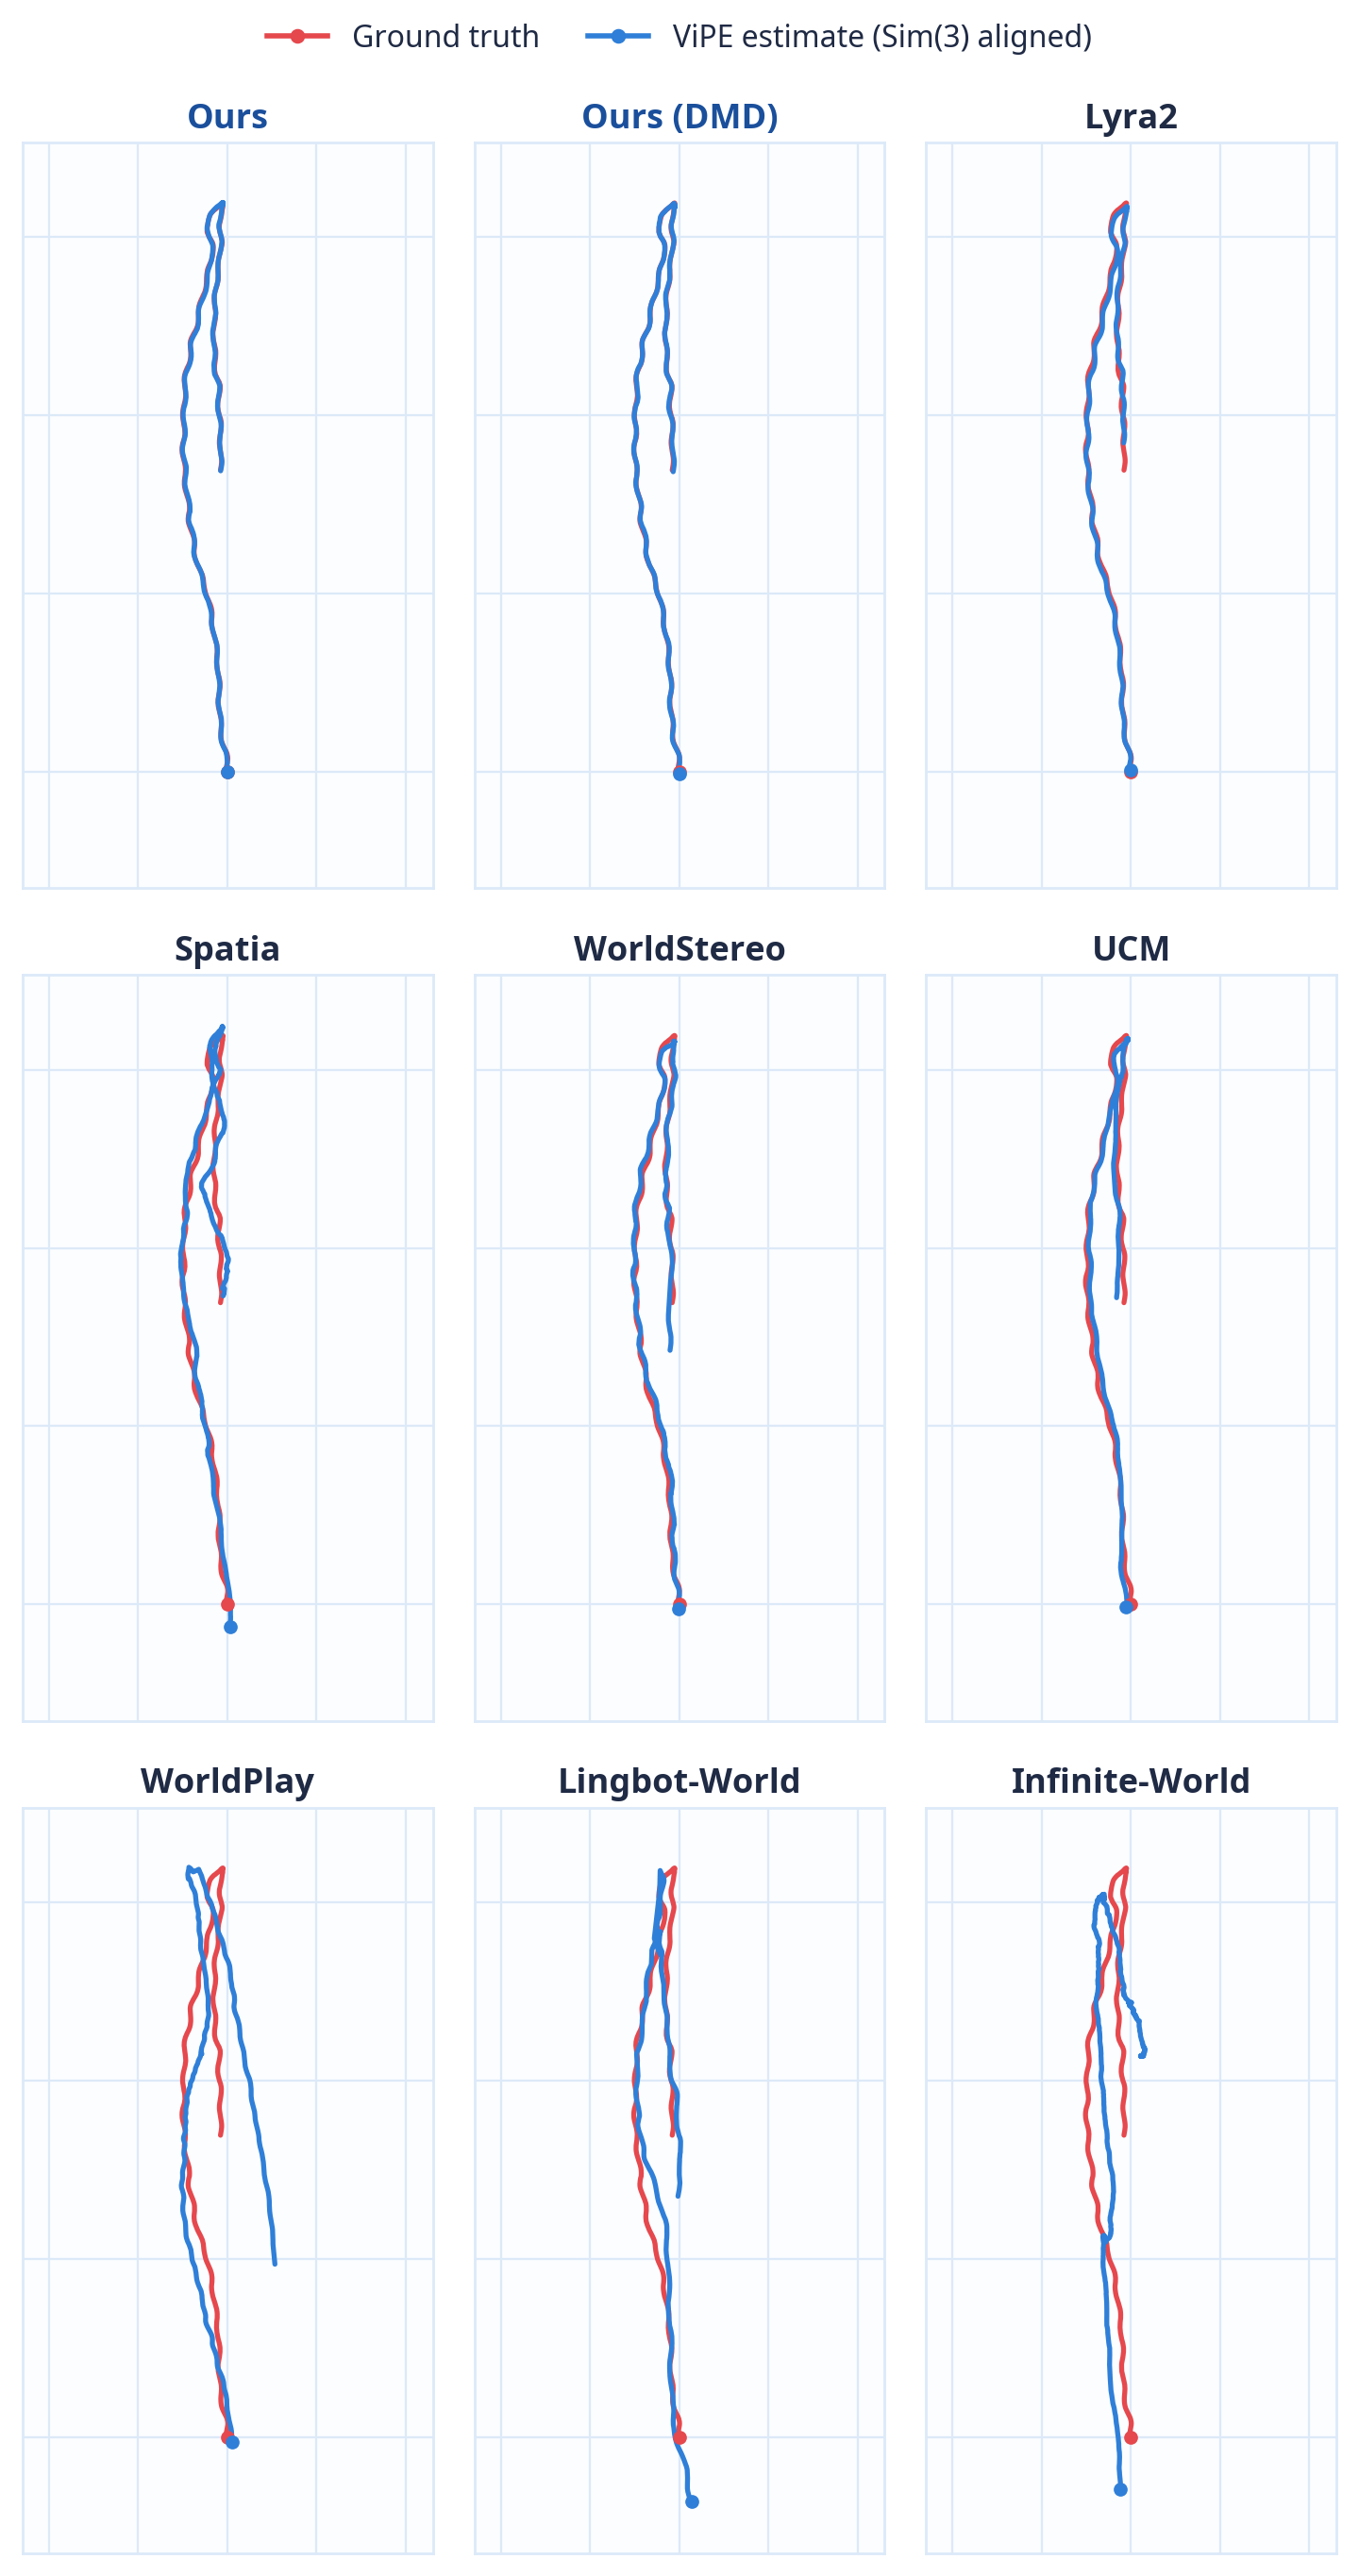 Ground truth
ViPE estimate (Sim(3) aligned)
Ours
Ours (DMD)
Lyra2
Spatia
WorldStereo
UCM
WorldPlay
Lingbot-World
Infinite-World